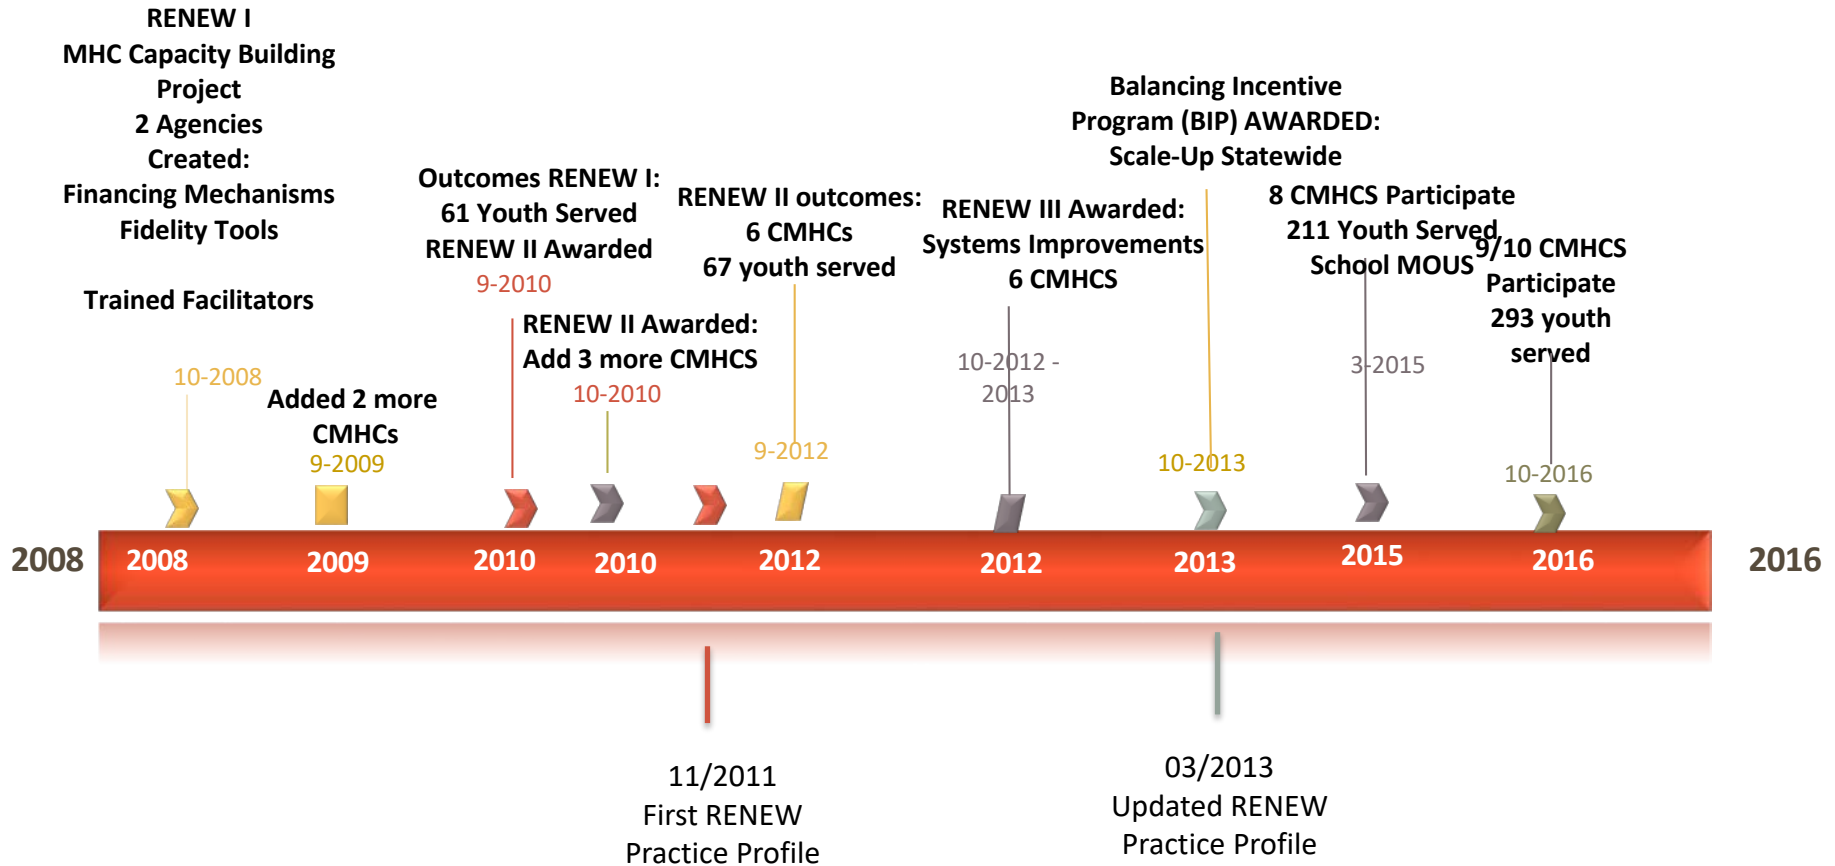 RENEW I
MHC Capacity Building
Project
2 Agencies
Created:
Financing Mechanisms
Fidelity Tools
Trained Facilitators
10-2008
Added 2 more
CMHCs
9-2009
Outcomes RENEW I:
61 Youth Served
RENEW II Awarded
9-2010
RENEW II Awarded:
Add 3 more CMHCS
10-2010
RENEW II outcomes:
6 CMHCs
67 youth served
9-2012
RENEW III Awarded:
Systems Improvements
6 CMHCS
10-2012 -
2013
Balancing Incentive
Program (BIP) AWARDED:
Scale-Up Statewide
10-2013
8 CMHCS Participate
211 Youth Served
School MOUS
3-2015
9/10 CMHCS
Participate
293 youth
served
10-2016
2008
2008
2009
2010
2010
2012
2012
2013
2015
2016
2016
11/2011
First RENEW
Practice Profile
03/2013
Updated RENEW
Practice Profile